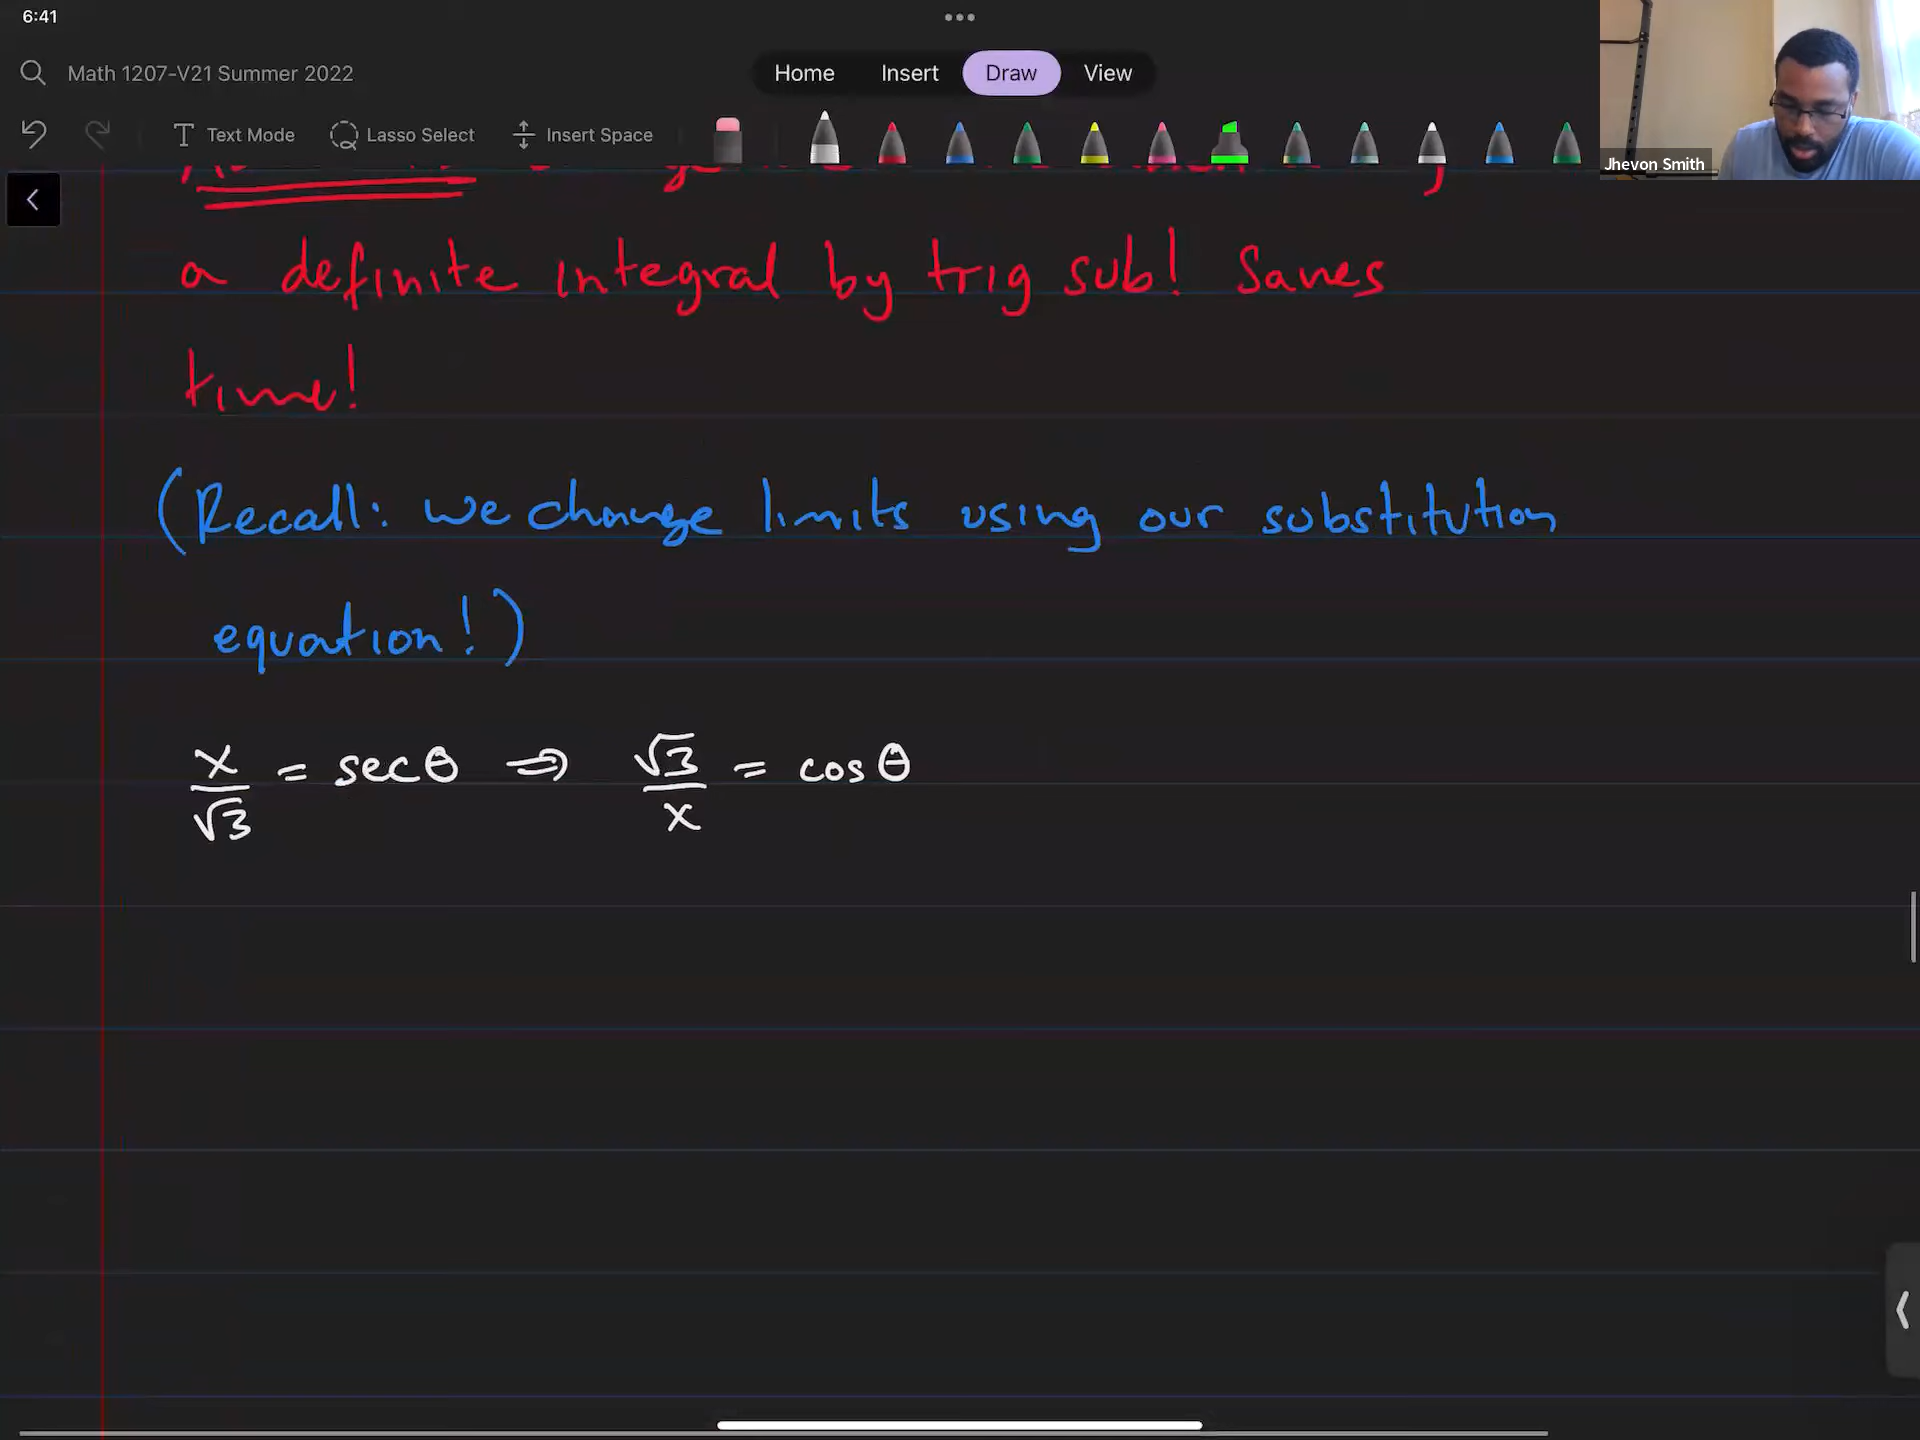 6:41
Math 1207-V21 Summer 2022
Home Insert Draw View
Text Mode Lasso Select Insert Space
Jhevon Smith
a definite integral by trig sub! Saves
time!
(Recall: we change limits using our substitution
equation!)
x/√3 = secθ ⇒ √3/x = cosθ